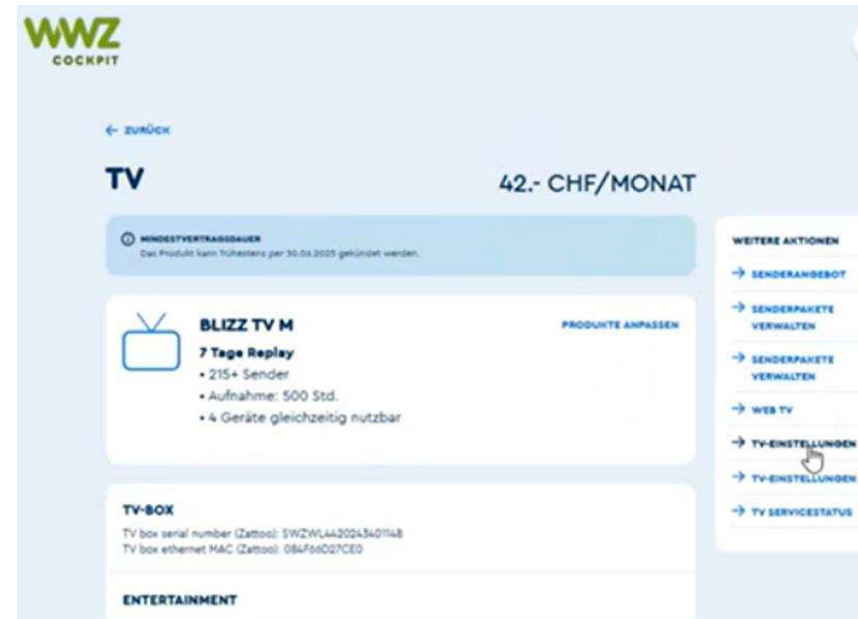 WWZ
COCKPIT
← ZURÜCK
TV
42.- CHF/MONAT
MINDESTVERTRAGSDAUER
Das Produkt kann frühestens per 30.06.2025 gekündet werden.
BLIZZ TV M
PRODUKTE ANPASSEN
7 Tage Replay
• 215+ Sender
• Aufnahme: 500 Std.
• 4 Geräte gleichzeitig nutzbar
TV-BOX
TV box serial number (Zattoo):
TV box ethernet MAC (Zattoo):
ENTERTAINMENT
WEITERE AKTIONEN
→ SENDERANGEBOT
→ SENDERPAKETE
VERWALTEN
→ SENDERPAKETE
VERWALTEN
→ WEB TV
→ TV-EINSTELLUNGEN
→ TV-EINSTELLUNGEN
→ TV SERVICESTATUS